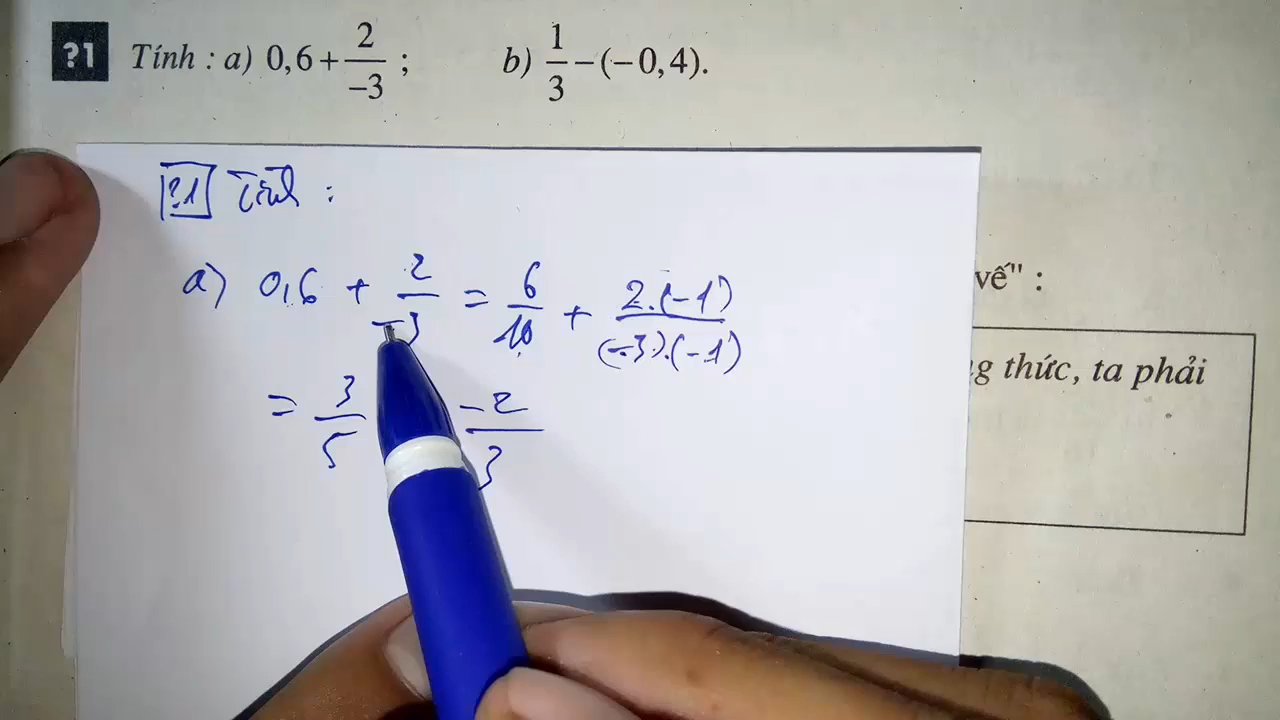 ?1 Tính : a) 0,6 + 2/-3 ; b) 1/3 - (-0,4).
?1 Tính :
a) 0,6 + 2/-3 = 6/10 + 2.(-1)/(-3).(-1)
= 3/5 -2/3
vế" :
g thức, ta phải